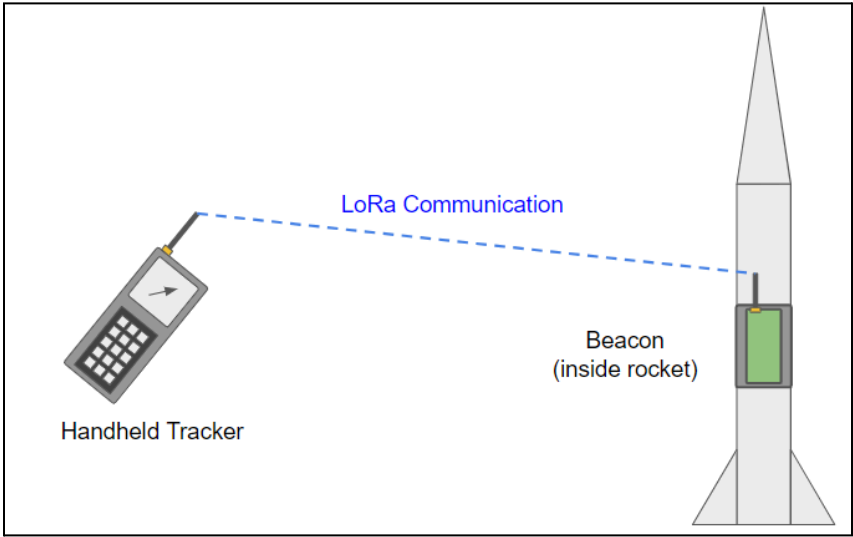 LoRa Communication
Beacon
(inside rocket)
Handheld Tracker